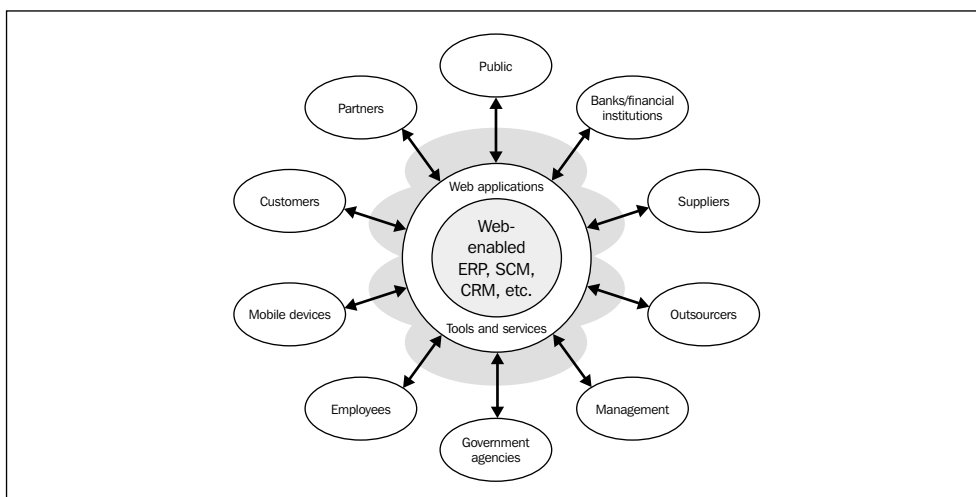 Public
Partners
Banks/financial
institutions
Customers
Web applications
Suppliers
Web-
enabled
ERP, SCM,
CRM, etc.
Mobile devices
Tools and services
Outsourcers
Employees
Management
Government
agencies